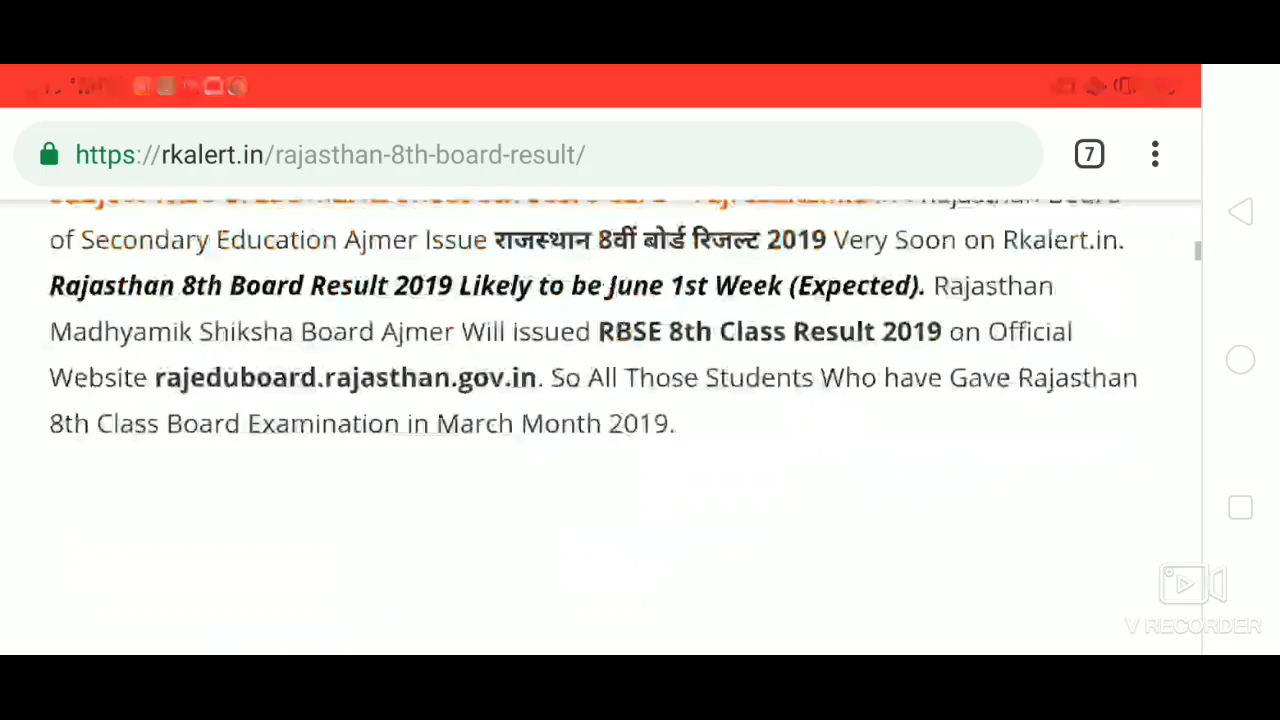 https://rkalert.in/rajasthan-8th-board-result/
7
of Secondary Education Ajmer Issue राजस्थान 8वीं बोर्ड रिजल्ट 2019 Very Soon on Rkalert.in.
Rajasthan 8th Board Result 2019 Likely to be June 1st Week (Expected). Rajasthan
Madhyamik Shiksha Board Ajmer Will issued RBSE 8th Class Result 2019 on Official
Website rajeduboard.rajasthan.gov.in. So All Those Students Who have Gave Rajasthan
8th Class Board Examination in March Month 2019.
V RECORDER